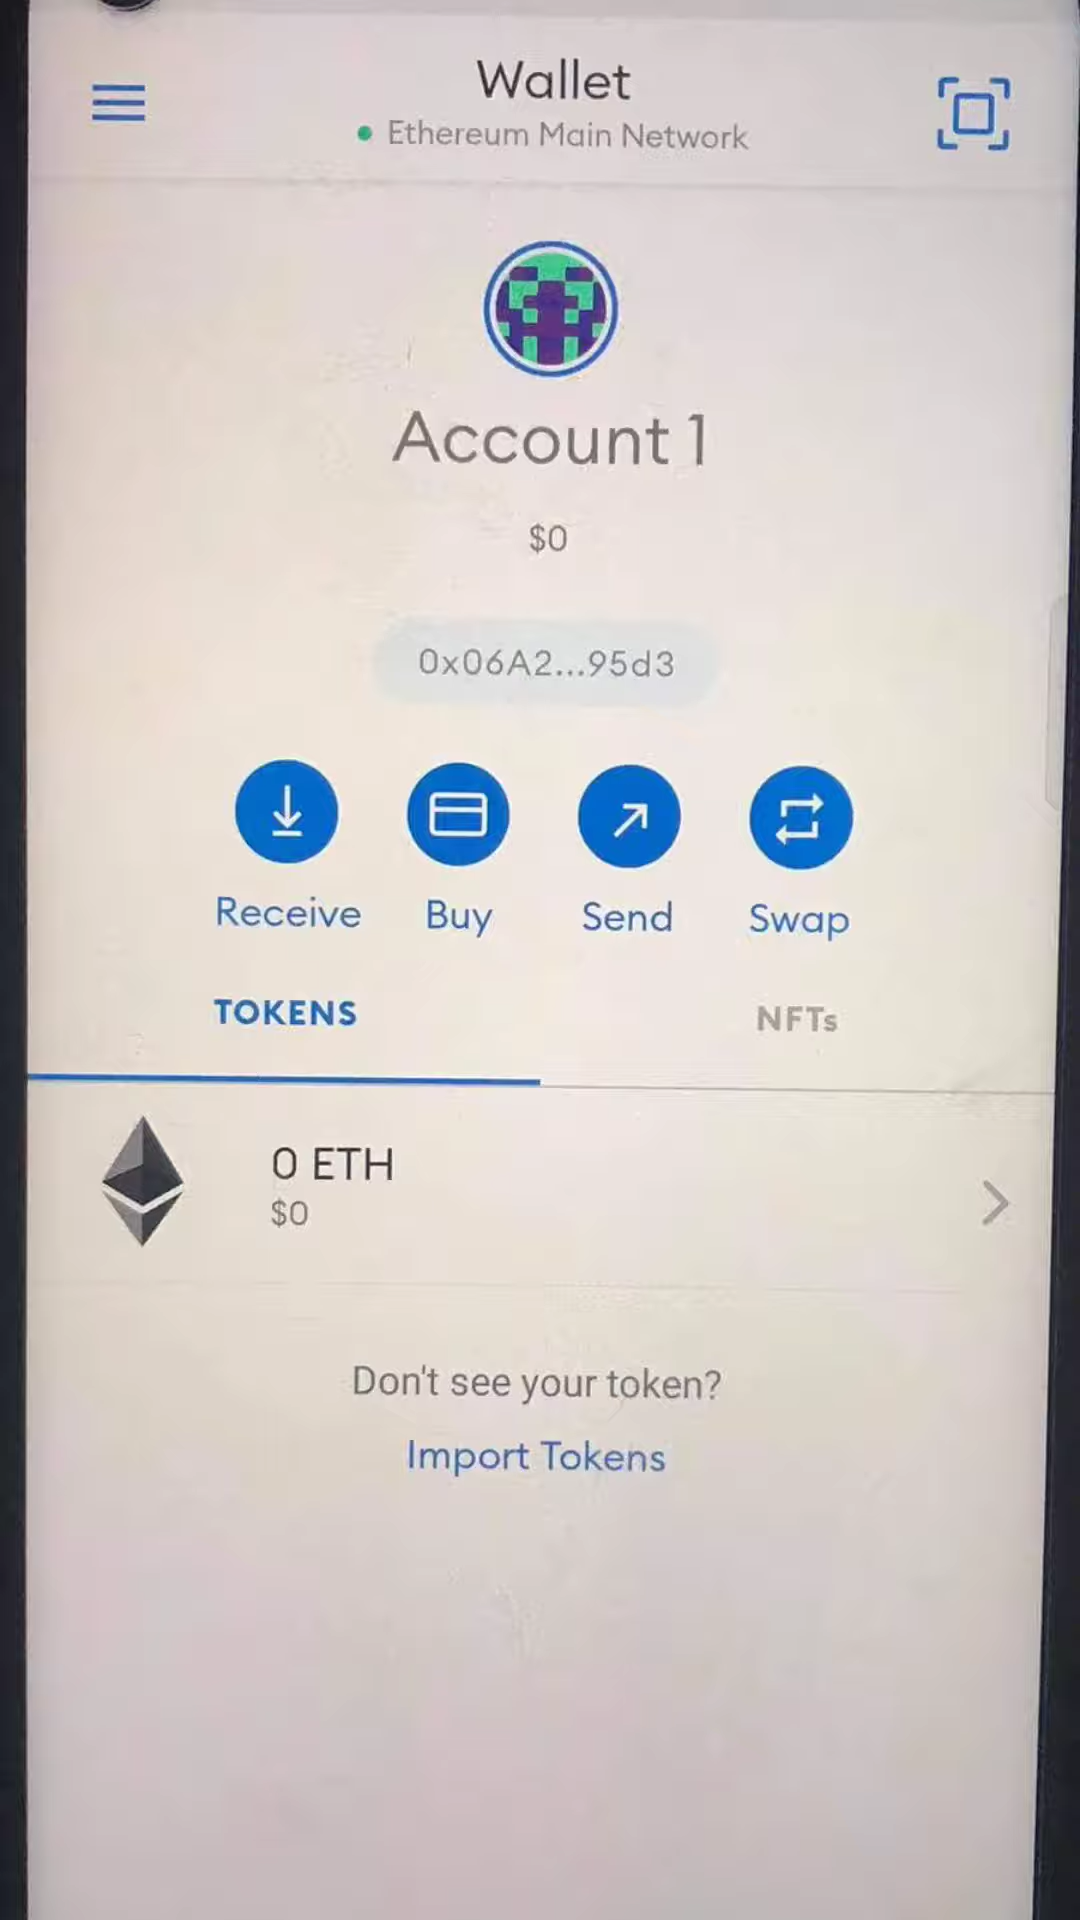 Wallet
Ethereum Main Network
Account 1
$0
0x06A2...95d3
Receive Buy Send Swap
TOKENS NFTs
0 ETH
$0
Don't see your token?
Import Tokens